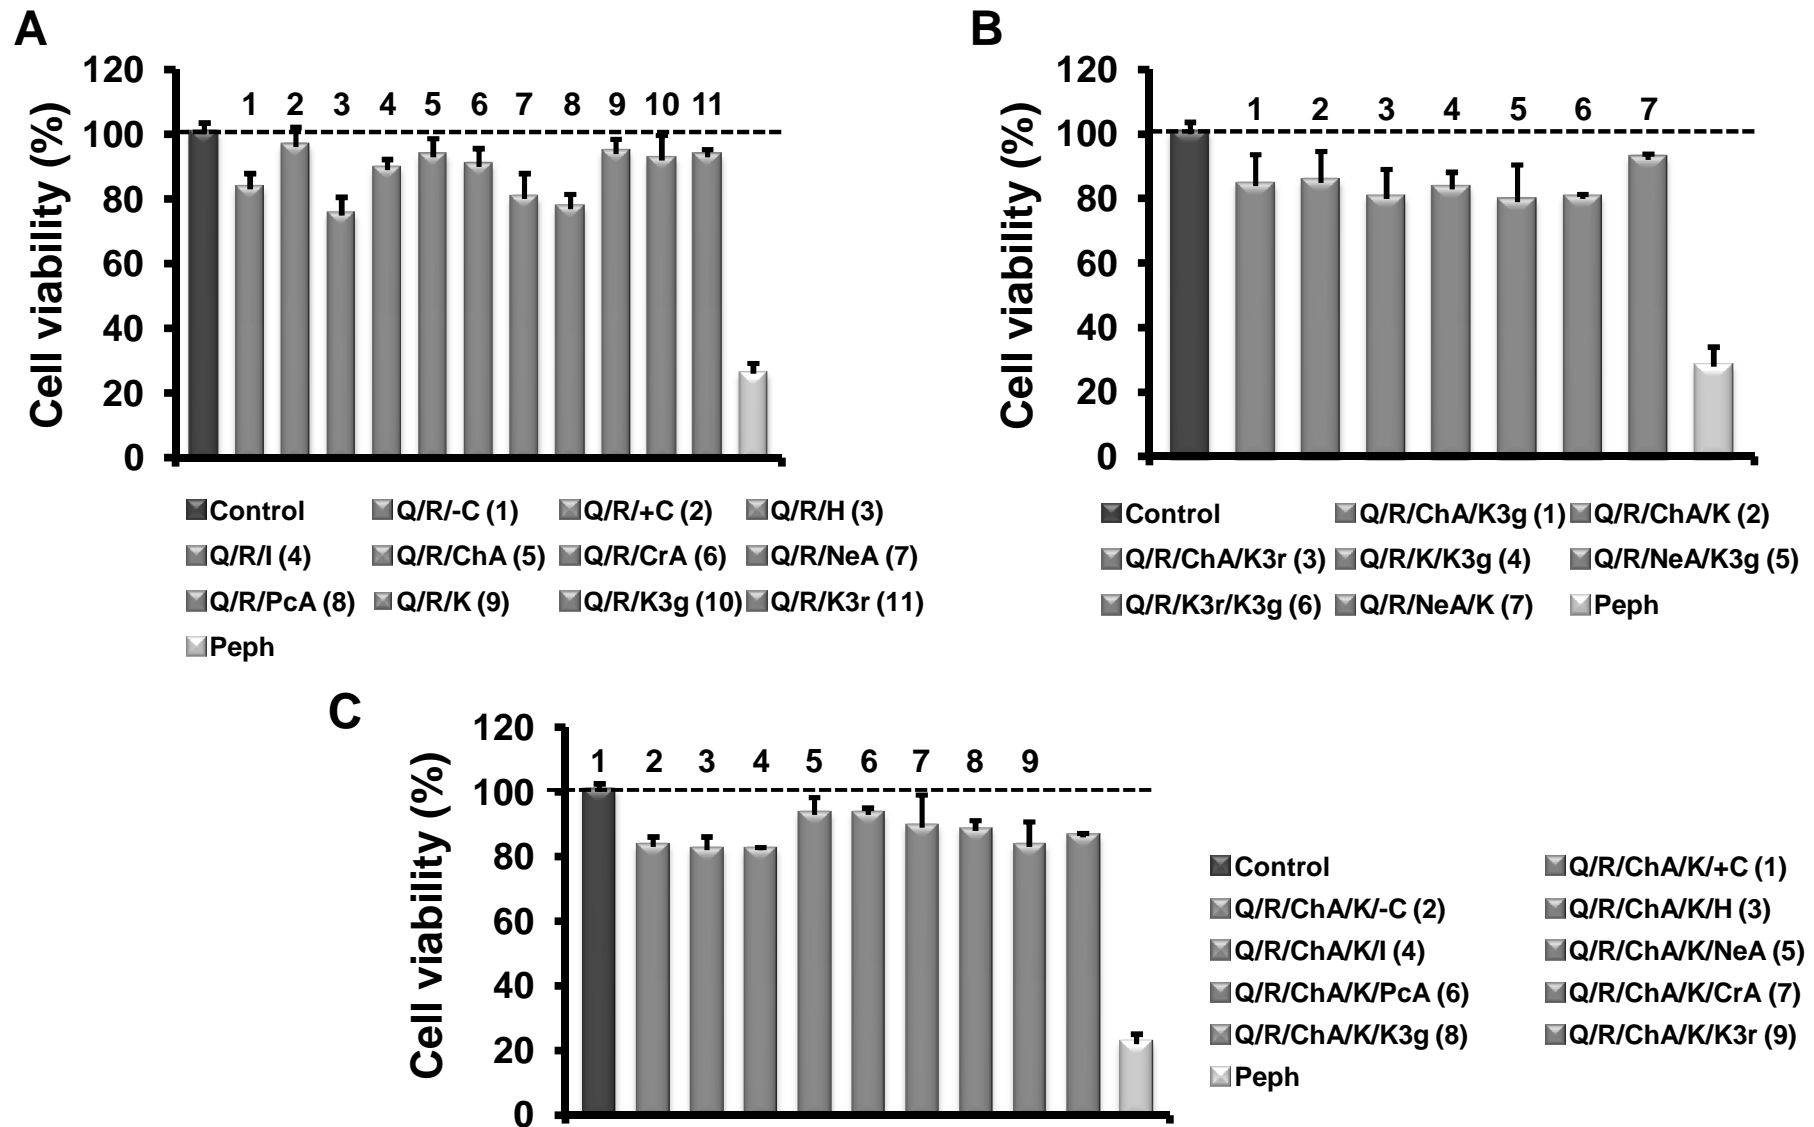 A
Cell viability (%)
120
100
80
60
40
20
0
1 2 3 4 5 6 7 8 9 10 11
Control Q/R/-C (1) Q/R/+C (2) Q/R/H (3)
Q/R/I (4) Q/R/ChA (5) Q/R/CrA (6) Q/R/NeA (7)
Q/R/PcA (8) Q/R/K (9) Q/R/K3g (10) Q/R/K3r (11)
Peph
B
Cell viability (%)
120
100
80
60
40
20
0
1 2 3 4 5 6 7
Control Q/R/ChA/K3g (1) Q/R/ChA/K (2)
Q/R/ChA/K3r (3) Q/R/K/K3g (4) Q/R/NeA/K3g (5)
Q/R/K3r/K3g (6) Q/R/NeA/K (7) Peph
C
Cell viability (%)
120
100
80
60
40
20
0
1 2 3 4 5 6 7 8 9
Control Q/R/ChA/K/+C (1)
Q/R/ChA/K/-C (2) Q/R/ChA/K/H (3)
Q/R/ChA/K/I (4) Q/R/ChA/K/NeA (5)
Q/R/ChA/K/PcA (6) Q/R/ChA/K/CrA (7)
Q/R/ChA/K/K3g (8) Q/R/ChA/K/K3r (9)
Peph